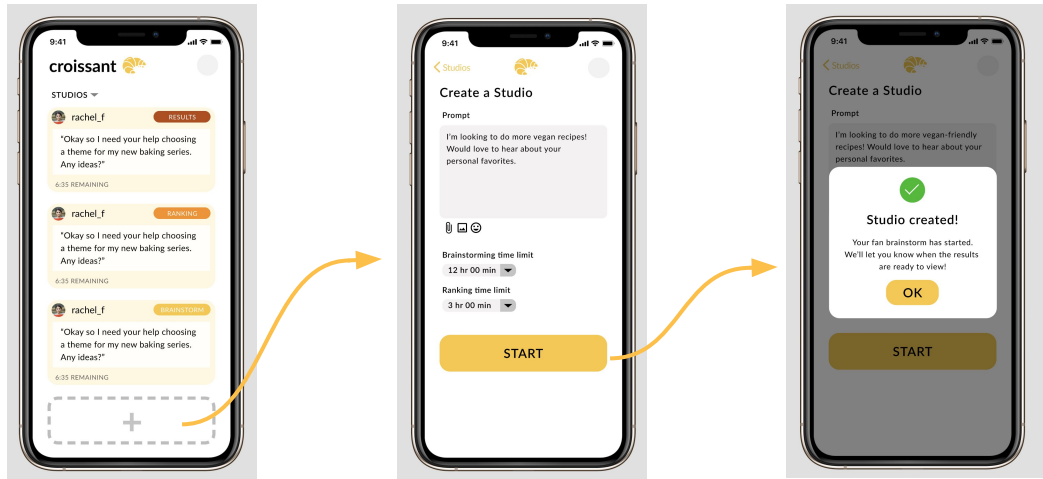 9:41
croissant
STUDIOS
rachel_f
RESULTS
"Okay so I need your help choosing
a theme for my new baking series.
Any ideas?"
6:35 REMAINING
rachel_f
RANKING
"Okay so I need your help choosing
a theme for my new baking series.
Any ideas?"
6:35 REMAINING
rachel_f
BRAINSTORM
"Okay so I need your help choosing
a theme for my new baking series.
Any ideas?"
6:35 REMAINING
9:41
Studios
Create a Studio
Prompt
I'm looking to do more vegan recipes!
Would love to hear about your
personal favorites.
Brainstorming time limit
12 hr 00 min
Ranking time limit
3 hr 00 min
START
9:41
Studios
Create a Studio
Prompt
I'm looking to do more vegan-friendly
recipes! Would love to hear about your
personal favorites.
Studio created!
Your fan brainstorm has started.
We'll let you know when the results
are ready to view!
OK
START